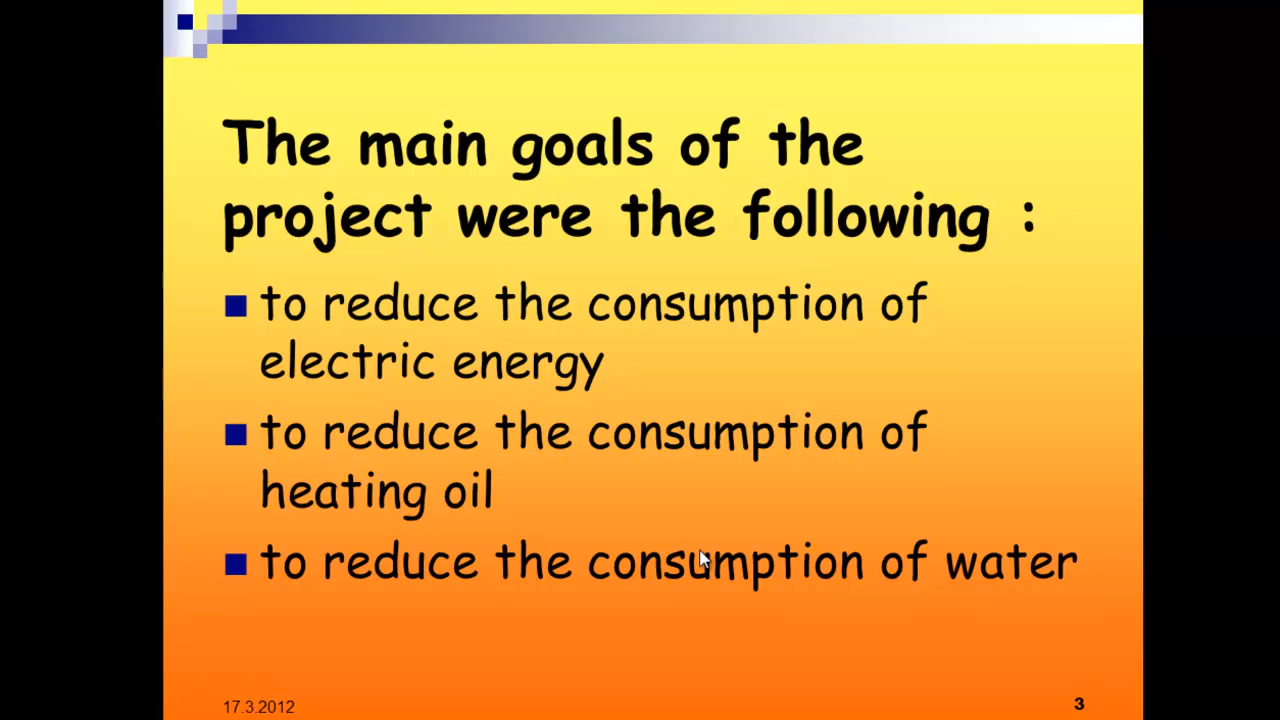 The main goals of the
project were the following :
to reduce the consumption of
electric energy
to reduce the consumption of
heating oil
to reduce the consumption of water
17.3.2012
3